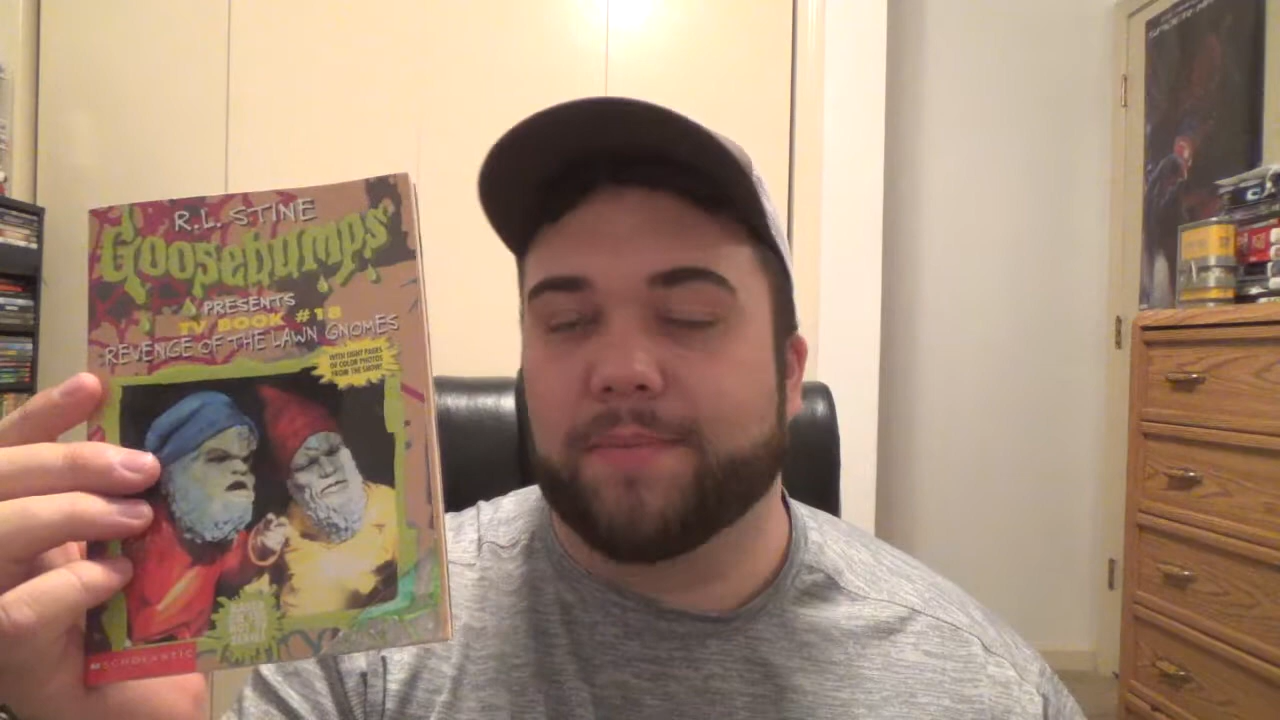 R.L. STINE
Goosebumps
PRESENTS
TV BOOK #18
REVENGE OF THE LAWN GNOMES
WITH EIGHT PAGES
OF COLOR PHOTOS
FROM THE SHOW!
SCHOLASTIC